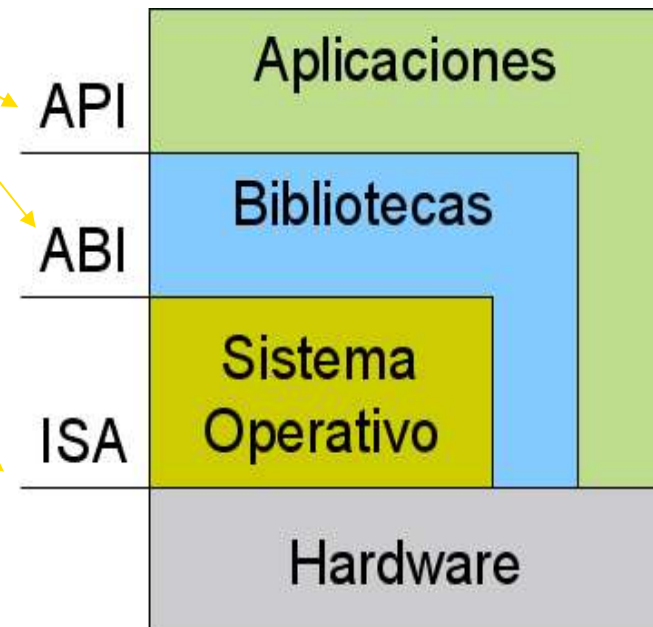 Aplicaciones
API
Bibliotecas
ABI
Sistema
Operativo
ISA
Hardware